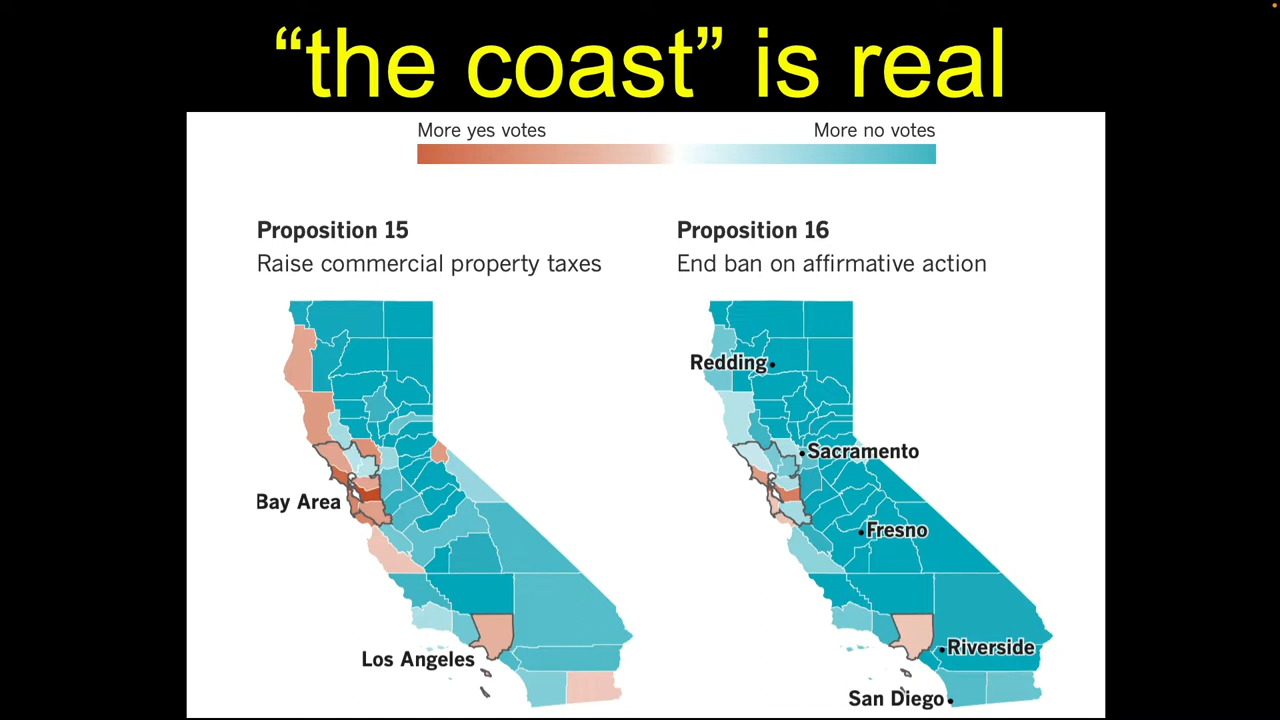 “the coast” is real
More yes votes
More no votes
Proposition 15
Raise commercial property taxes
Bay Area
Los Angeles
Proposition 16
End ban on affirmative action
Redding
Sacramento
Fresno
Riverside
San Diego